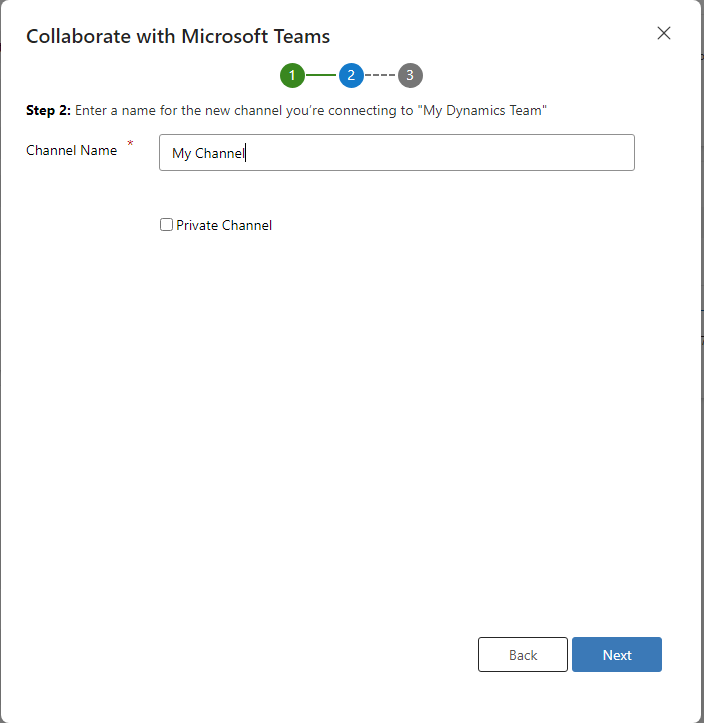 Collaborate with Microsoft Teams
1 2 3
Step 2: Enter a name for the new channel you're connecting to "My Dynamics Team"
Channel Name *
My Channel
Private Channel
Back Next